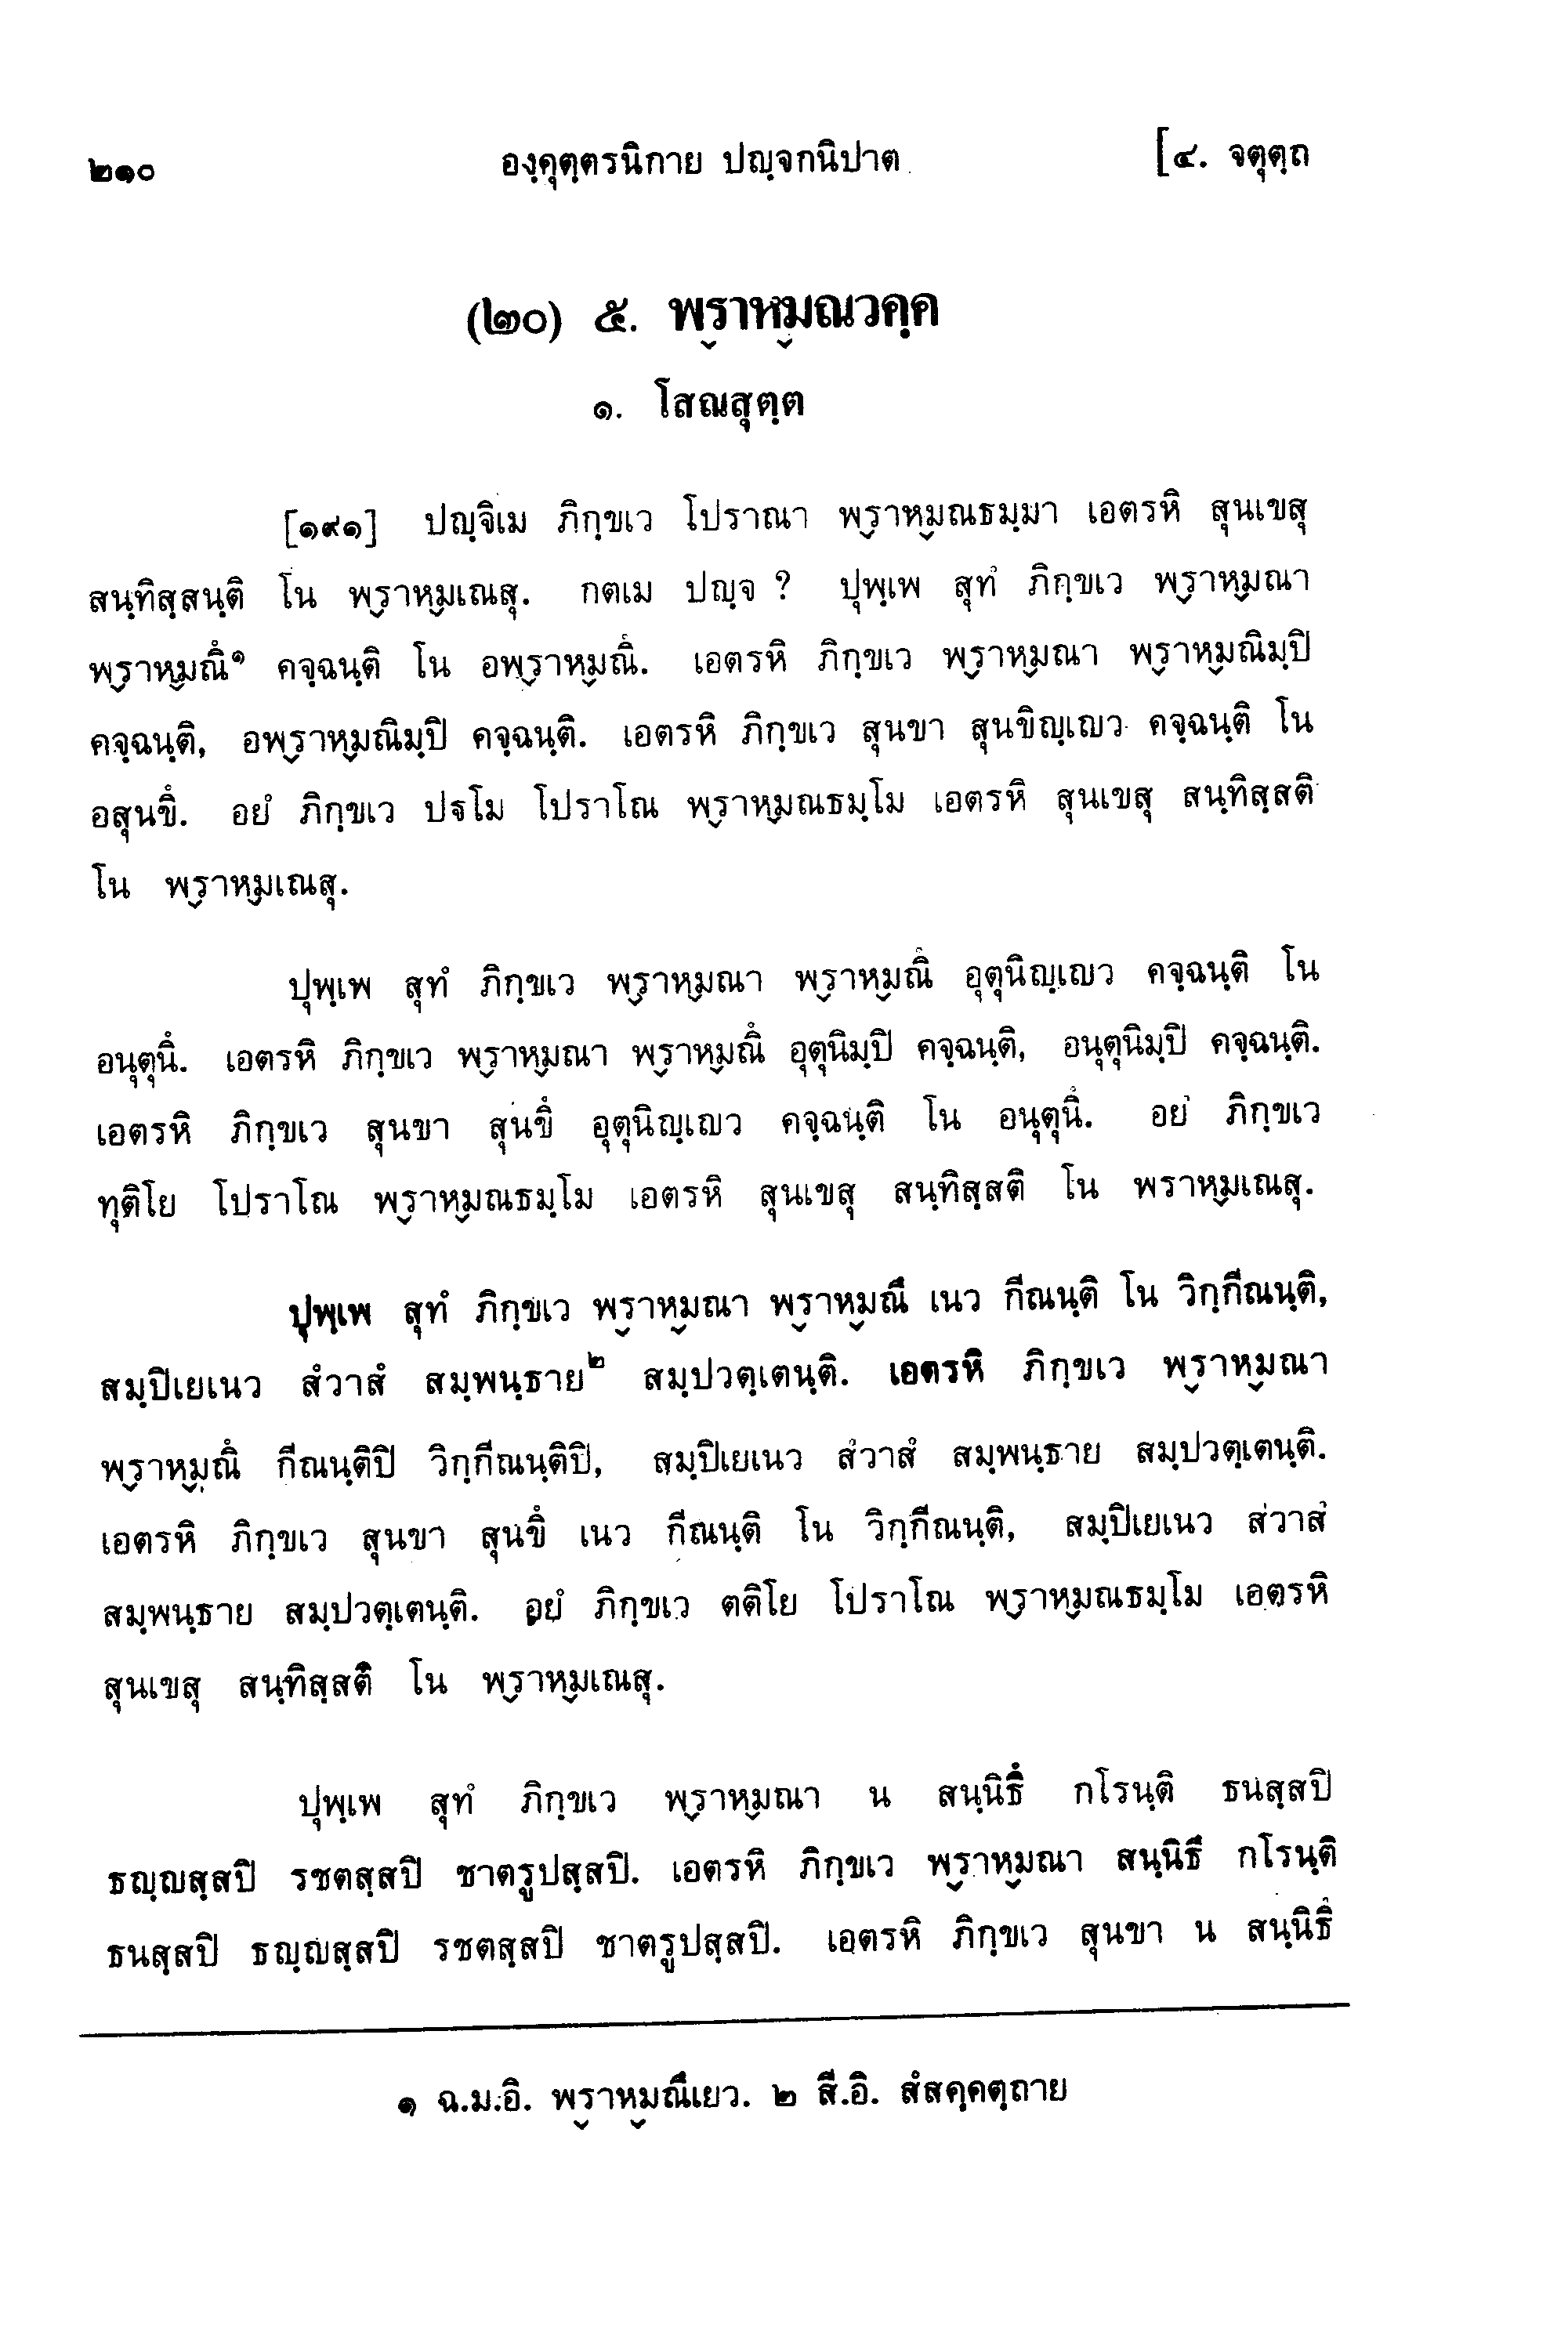 ๒๑๐ องฺคุตฺตรนิกาย ปญฺจกนิปาต [๔. จตุตฺถ
(๒๐) ๕. พฺราหฺมณวคฺค
๑. โสณสุตฺต
[๑๙๑] ปญฺจิเม ภิกฺขเว โปราณา พฺราหฺมณธมฺมา เอตรหิ สุนเขสุ
สนฺทิสฺสนฺติ โน พฺราหฺมเณสุ. กตเม ปญฺจ ? ปุพฺเพ สุทํ ภิกฺขเว พฺราหฺมณา
พฺราหฺมณึ๑ คจฺฉนฺติ โน อพฺราหฺมณึ. เอตรหิ ภิกฺขเว พฺราหฺมณา พฺราหฺมณิมฺปิ
คจฺฉนฺติ, อพฺราหฺมณิมฺปิ คจฺฉนฺติ. เอตรหิ ภิกฺขเว สุนขา สุนขิญฺเญว คจฺฉนฺติ โน
อสุนขึ. อยํ ภิกฺขเว ปฐโม โปราโณ พฺราหฺมณธมฺโม เอตรหิ สุนเขสุ สนฺทิสฺสติ
โน พฺราหฺมเณสุ.
ปุพฺเพ สุทํ ภิกฺขเว พฺราหฺมณา พฺราหฺมณึ อุตุนิญฺเญว คจฺฉนฺติ โน
อนุตุนึ. เอตรหิ ภิกฺขเว พฺราหฺมณา พฺราหฺมณึ อุตุนิมฺปิ คจฺฉนฺติ, อนุตุนิมฺปิ คจฺฉนฺติ.
เอตรหิ ภิกฺขเว สุนขา สุนขึ อุตุนิญฺเญว คจฺฉนฺติ โน อนุตุนึ. อยํ ภิกฺขเว
ทุติโย โปราโณ พฺราหฺมณธมฺโม เอตรหิ สุนเขสุ สนฺทิสฺสติ โน พราหฺมเณสุ.
ปุพฺเพ สุทํ ภิกฺขเว พฺราหฺมณา พฺราหฺมณึ เนว กีณนฺติ โน วิกฺกีณนฺติ,
สมฺปิเยเนว สํวาสํ สมฺพนฺธาย๒ สมฺปวตฺเตนฺติ. เอตรหิ ภิกฺขเว พฺราหฺมณา
พฺราหฺมณึ กีณนฺติปิ วิกฺกีณนฺติปิ, สมฺปิเยเนว สํวาสํ สมฺพนฺธาย สมฺปวตฺเตนฺติ.
เอตรหิ ภิกฺขเว สุนขา สุนขึ เนว กีณนฺติ โน วิกฺกีณนฺติ, สมฺปิเยเนว สํวาสํ
สมฺพนฺธาย สมฺปวตฺเตนฺติ. อยํ ภิกฺขเว ตติโย โปราโณ พฺราหฺมณธมฺโม เอตรหิ
สุนเขสุ สนฺทิสฺสติ โน พฺราหฺมเณสุ.
ปุพฺเพ สุทํ ภิกฺขเว พฺราหฺมณา น สนฺนิธึ กโรนฺติ ธนสฺสปิ
ธญฺญสฺสปิ รชตสฺสปิ ชาตรูปสฺสปิ. เอตรหิ ภิกฺขเว พฺราหฺมณา สนฺนิธึ กโรนฺติ
ธนสฺสปิ ธญฺญสฺสปิ รชตสฺสปิ ชาตรูปสฺสปิ. เอตรหิ ภิกฺขเว สุนขา น สนฺนิธึ
๑ ฉ.ม.อิ. พฺราหฺมณึเยว. ๒ สี.อิ. สํสคฺคตฺถาย